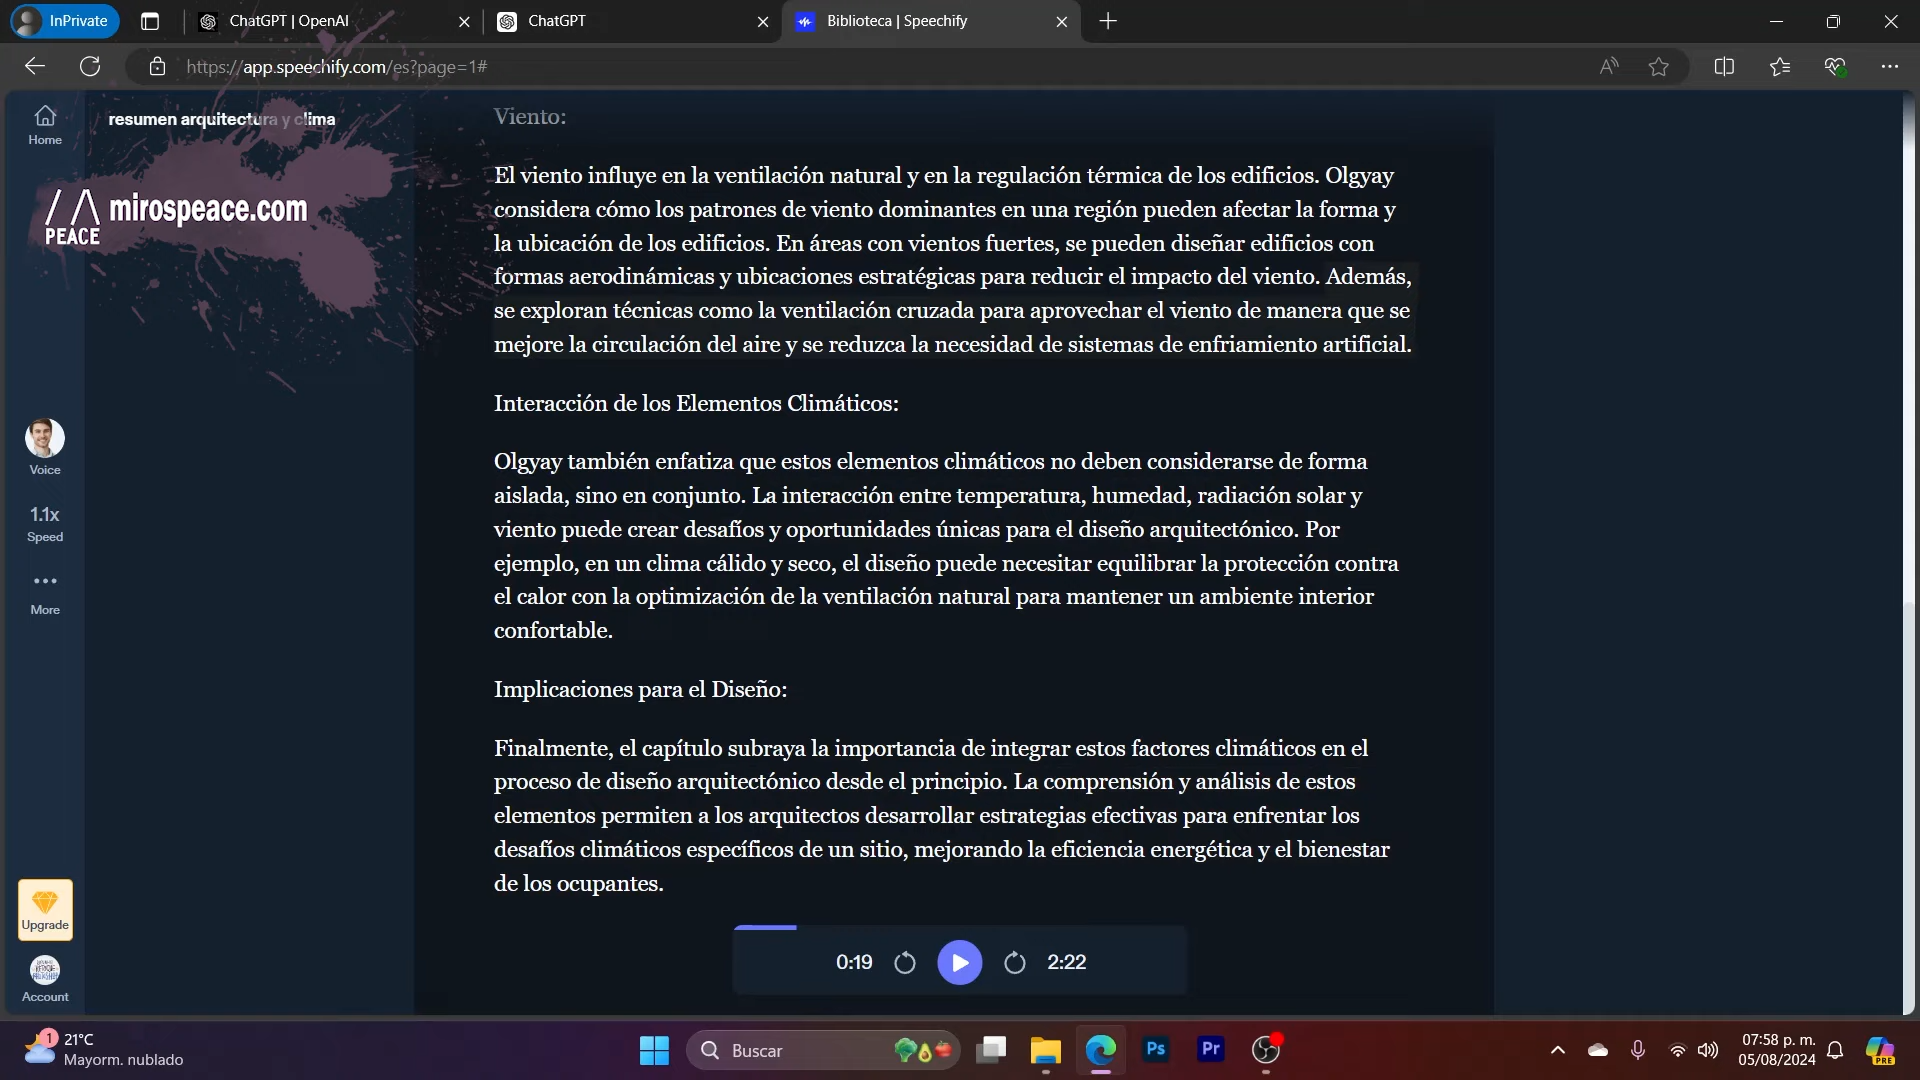 InPrivate
ChatGPT | OpenAI
ChatGPT
Biblioteca | Speechify
https://app.speechify.com/es?page=1#
Home
resumen arquitectura y clima
PEACE
mirospeace.com
Voice
1.1x
Speed
More
Upgrade
Account
Viento:
El viento influye en la ventilación natural y en la regulación térmica de los edificios. Olgyay
considera cómo los patrones de viento dominantes en una región pueden afectar la forma y
la ubicación de los edificios. En áreas con vientos fuertes, se pueden diseñar edificios con
formas aerodinámicas y ubicaciones estratégicas para reducir el impacto del viento. Además,
se exploran técnicas como la ventilación cruzada para aprovechar el viento de manera que se
mejore la circulación del aire y se reduzca la necesidad de sistemas de enfriamiento artificial.
Interacción de los Elementos Climáticos:
Olgyay también enfatiza que estos elementos climáticos no deben considerarse de forma
aislada, sino en conjunto. La interacción entre temperatura, humedad, radiación solar y
viento puede crear desafíos y oportunidades únicas para el diseño arquitectónico. Por
ejemplo, en un clima cálido y seco, el diseño puede necesitar equilibrar la protección contra
el calor con la optimización de la ventilación natural para mantener un ambiente interior
confortable.
Implicaciones para el Diseño:
Finalmente, el capítulo subraya la importancia de integrar estos factores climáticos en el
proceso de diseño arquitectónico desde el principio. La comprensión y análisis de estos
elementos permiten a los arquitectos desarrollar estrategias efectivas para enfrentar los
desafíos climáticos específicos de un sitio, mejorando la eficiencia energética y el bienestar
de los ocupantes.
0:19
2:22
1
21°C
Mayorm. nublado
Buscar
Ps
Pr
07:58 p. m.
05/08/2024
PRE